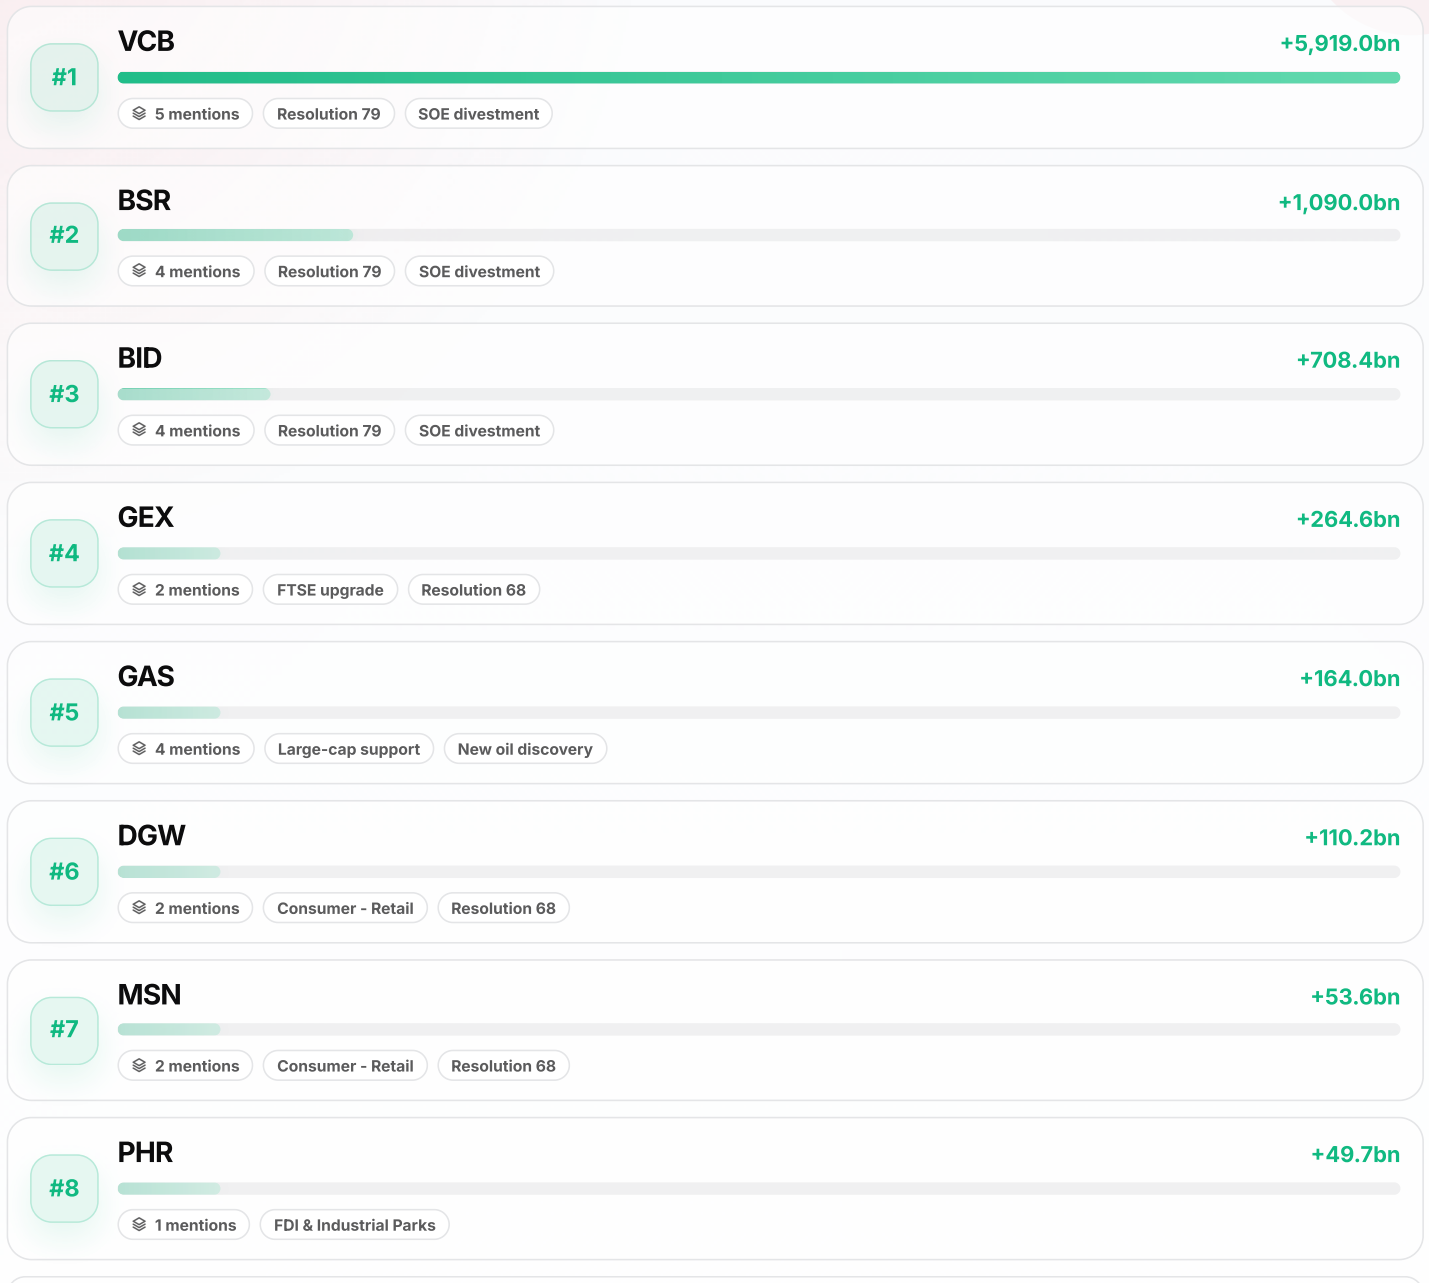 #1
VCB
+5,919.0bn
5 mentions Resolution 79 SOE divestment
#2
BSR
+1,090.0bn
4 mentions Resolution 79 SOE divestment
#3
BID
+708.4bn
4 mentions Resolution 79 SOE divestment
#4
GEX
+264.6bn
2 mentions FTSE upgrade Resolution 68
#5
GAS
+164.0bn
4 mentions Large-cap support New oil discovery
#6
DGW
+110.2bn
2 mentions Consumer - Retail Resolution 68
#7
MSN
+53.6bn
2 mentions Consumer - Retail Resolution 68
#8
PHR
+49.7bn
1 mentions FDI & Industrial Parks